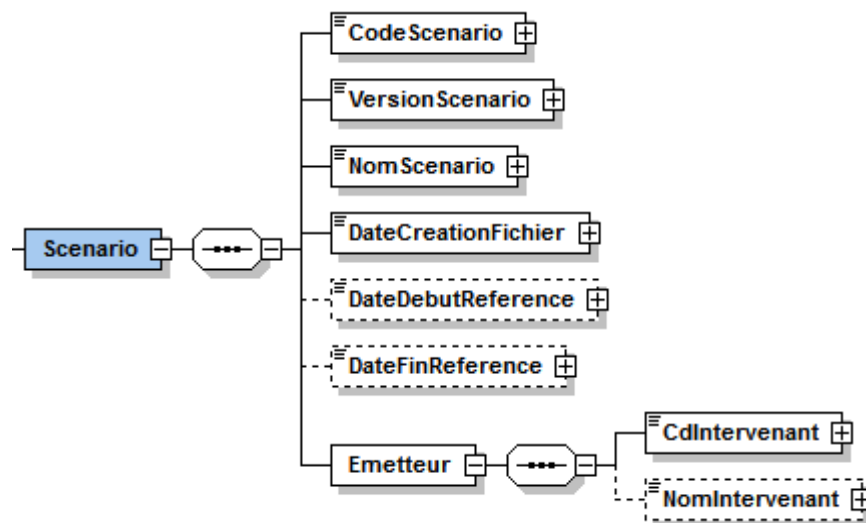 CodeScenario
VersionScenario
NomScenario
Scenario
DateCreationFichier
DateDebutReference
DateFinReference
Emetteur
CdIntervenant
NomIntervenant